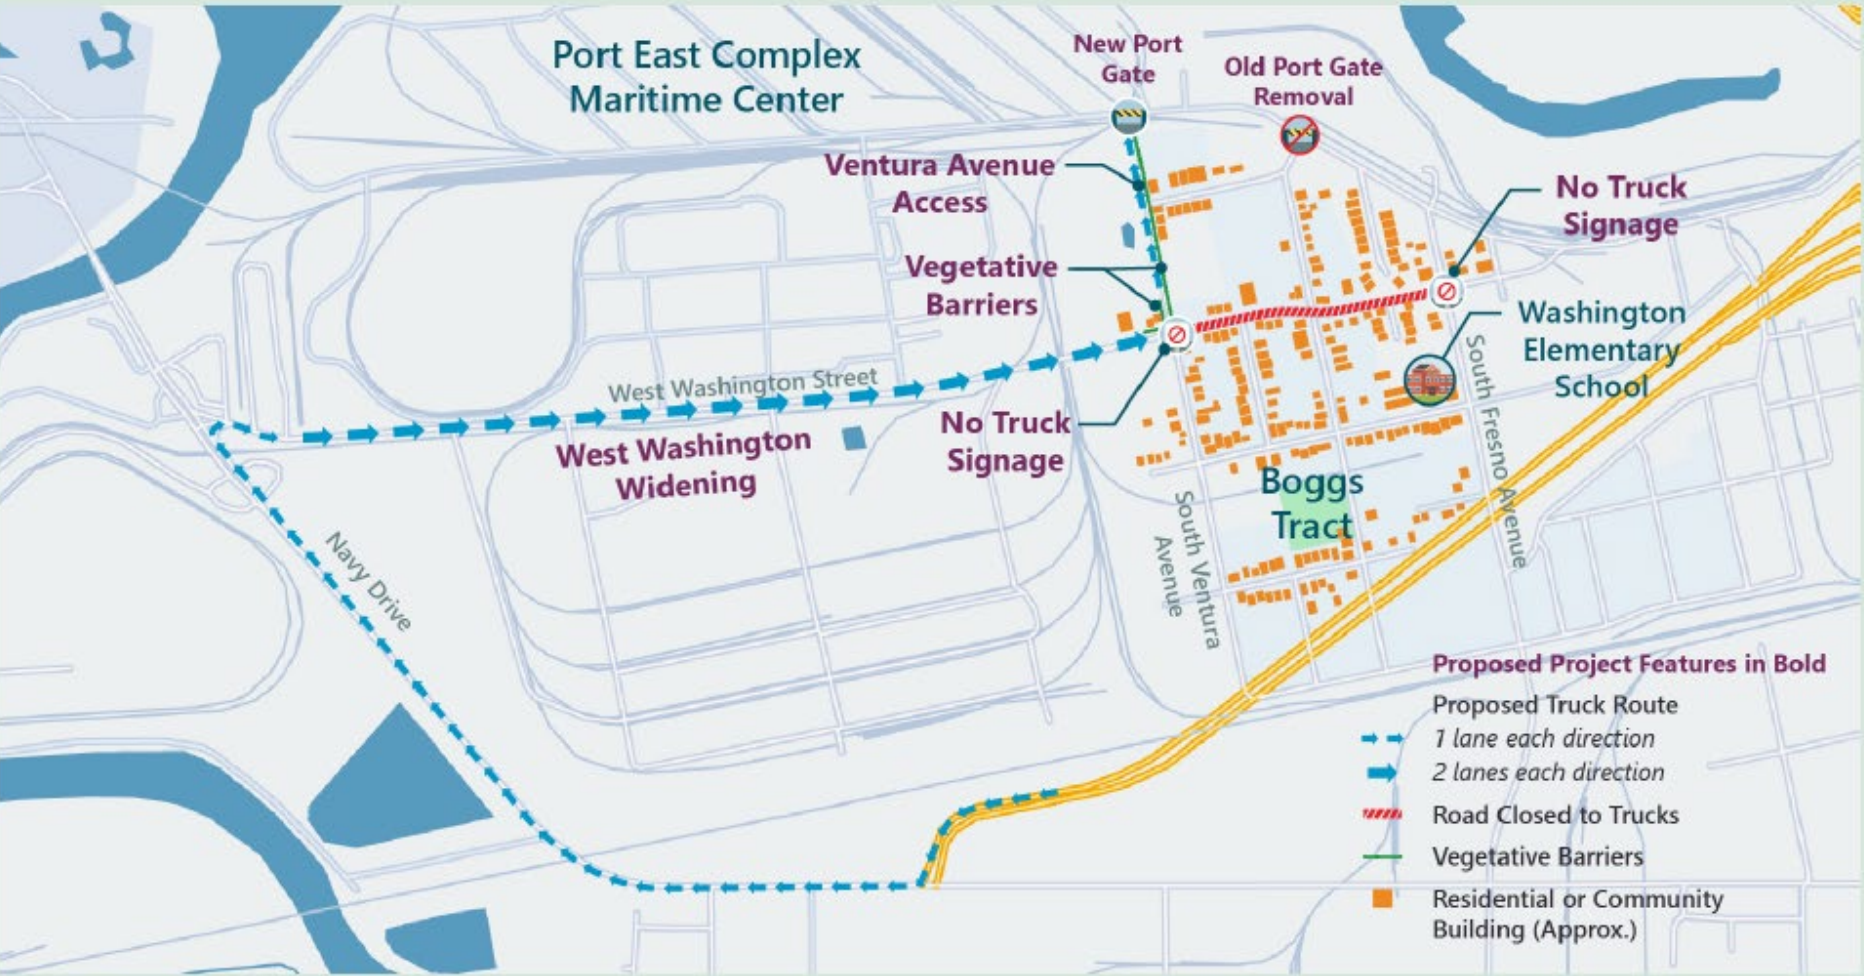 Port East Complex
Maritime Center
New Port
Gate
Old Port Gate
Removal
Ventura Avenue
Access
No Truck
Signage
Vegetative
Barriers
Washington
Elementary
School
West Washington Street
West Washington
Widening
No Truck
Signage
South Fresno Avenue
Boggs
Tract
South Ventura
Avenue
Navy Drive
Proposed Project Features in Bold
Proposed Truck Route
1 lane each direction
2 lanes each direction
Road Closed to Trucks
Vegetative Barriers
Residential or Community
Building (Approx.)